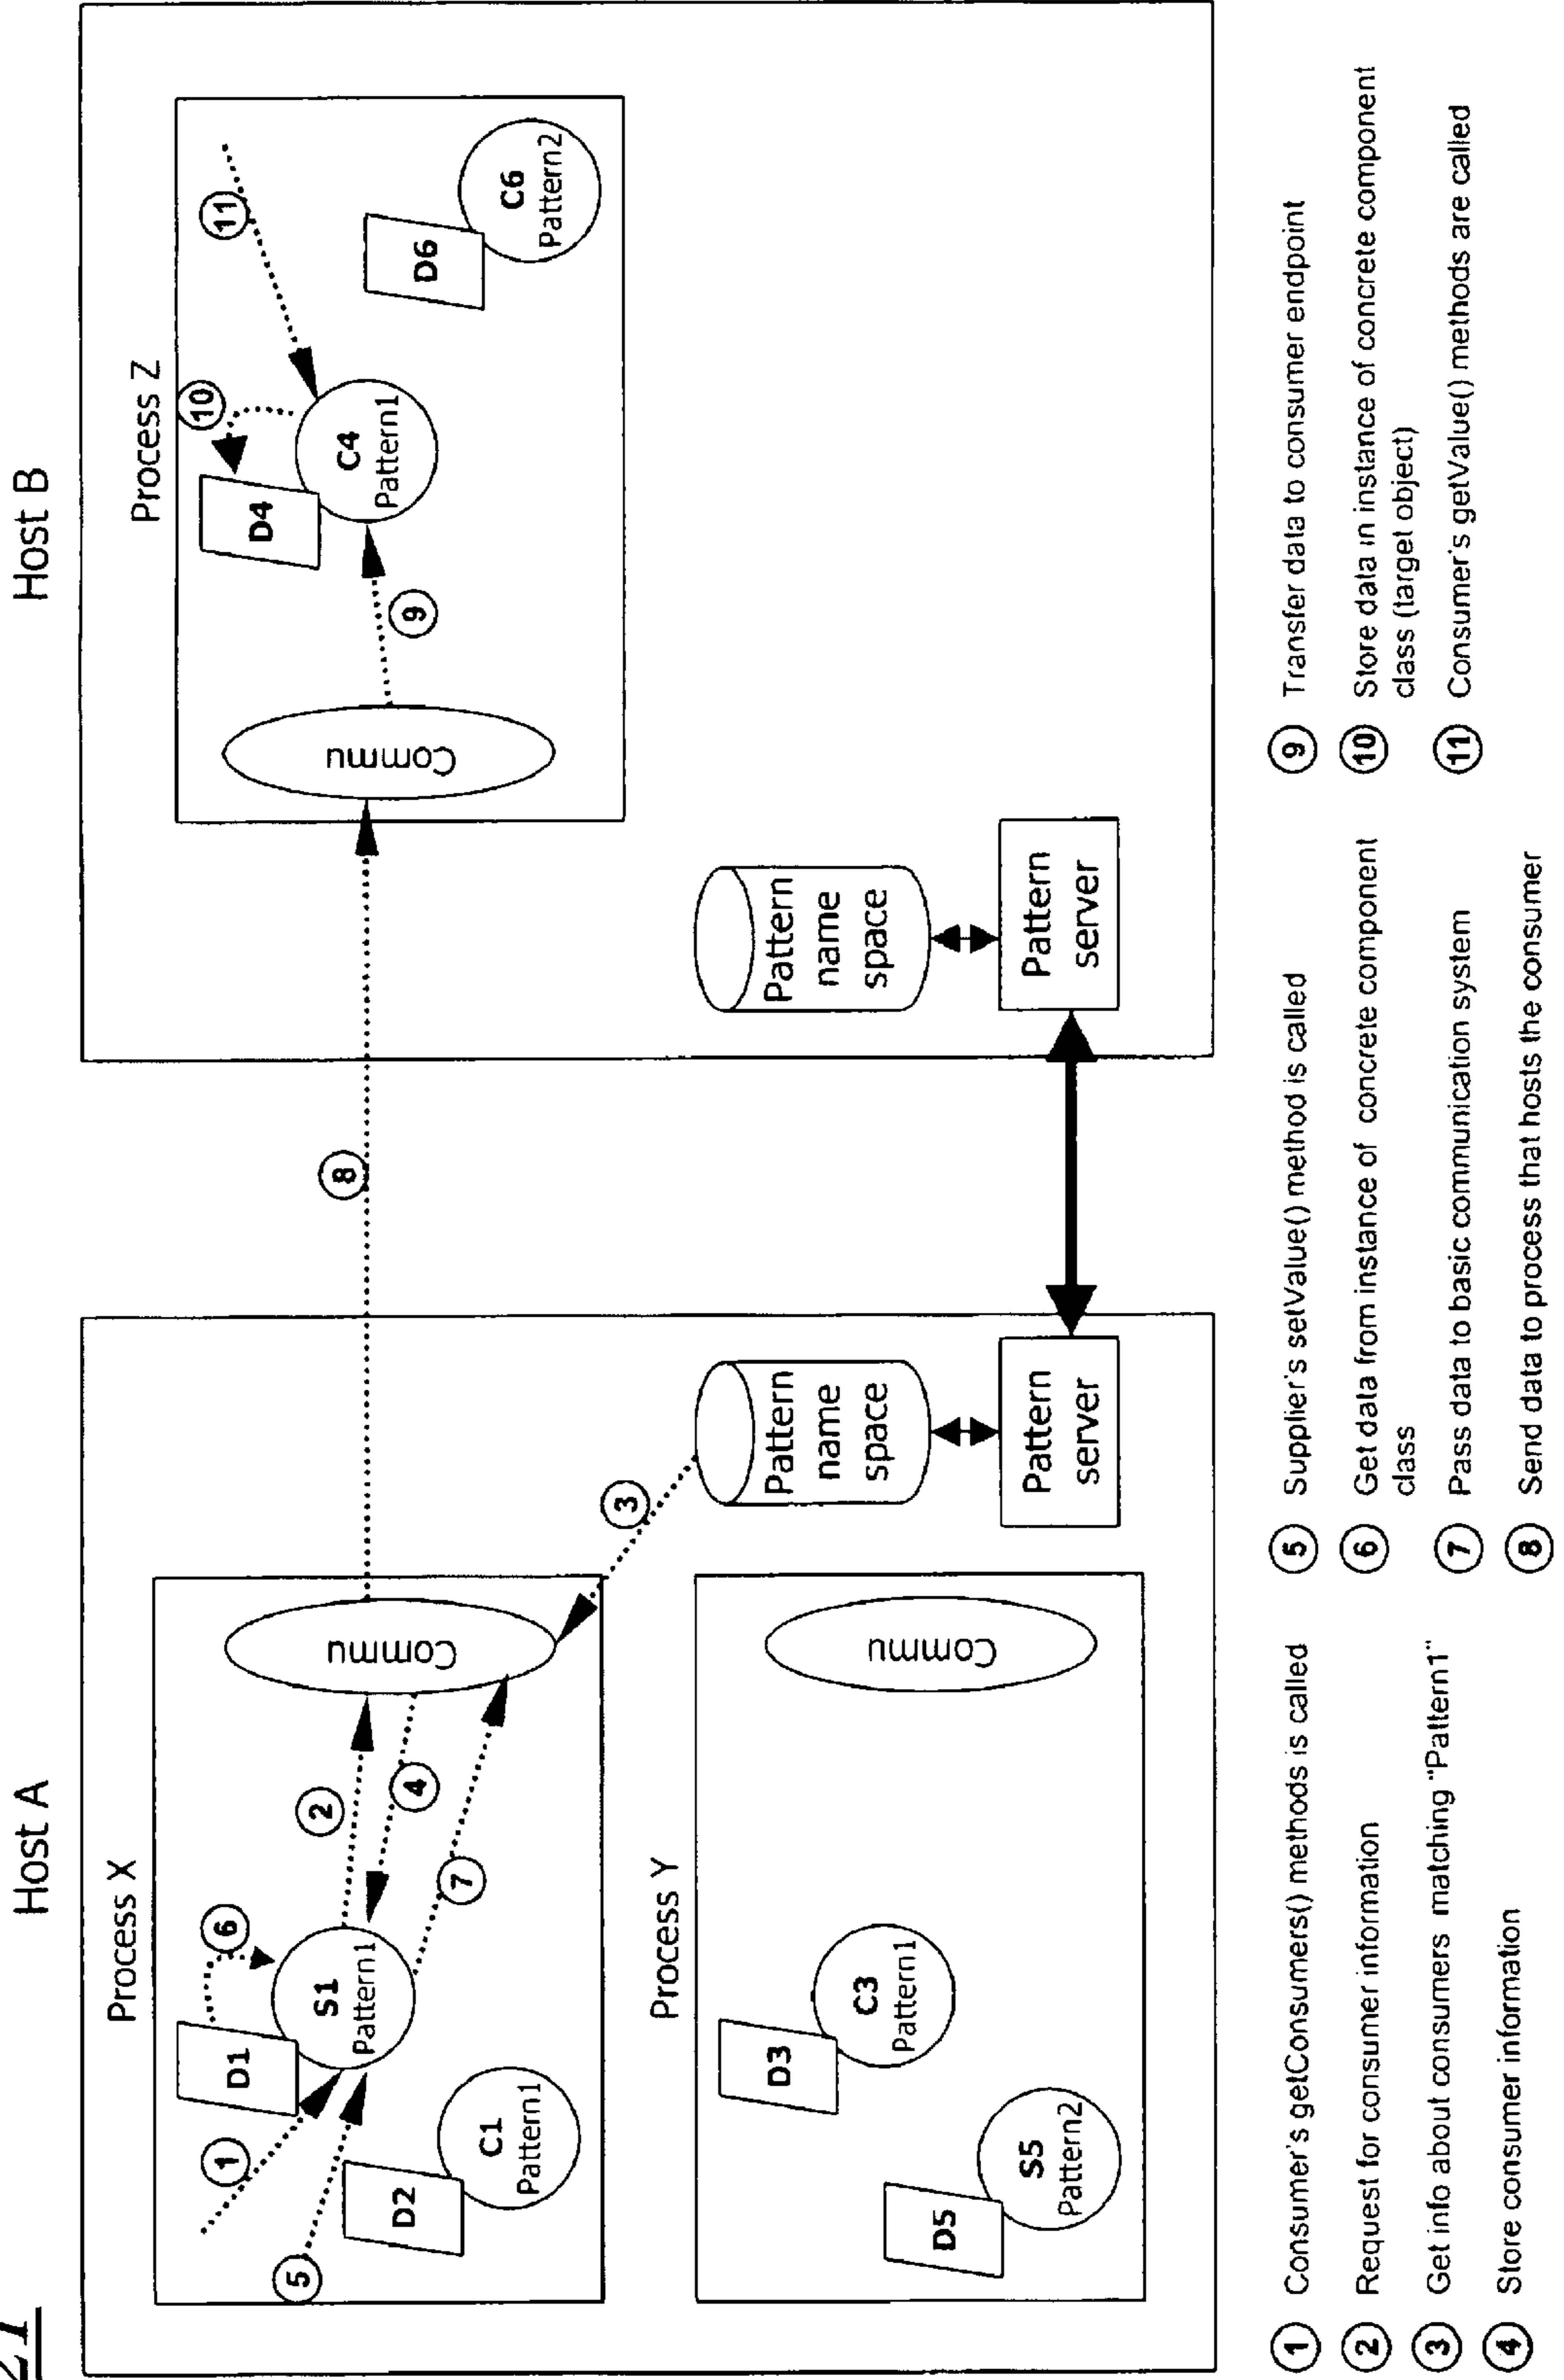 21
Host A
Host B
Process X
Process Z
1
5
D1
6
S1
Pattern1
D2
C1
Pattern1
2
4
7
Commu
3
8
Commu
9
D4
10
C4
Pattern1
11
D6
C6
Pattern2
Process Y
D3
C3
Pattern1
D5
S5
Pattern2
Commu
Pattern
name
space
Pattern
server
Pattern
name
space
Pattern
server
1 Consumer's getConsumers() methods is called
2 Request for consumer information
3 Get info about consumers matching "Pattern1"
4 Store consumer information
5 Supplier's setValue() method is called
6 Get data from instance of concrete component
class
7 Pass data to basic communication system
8 Send data to process that hosts the consumer
9 Transfer data to consumer endpoint
10 Store data in instance of concrete component
class (target object)
11 Consumer's getValue() methods are called